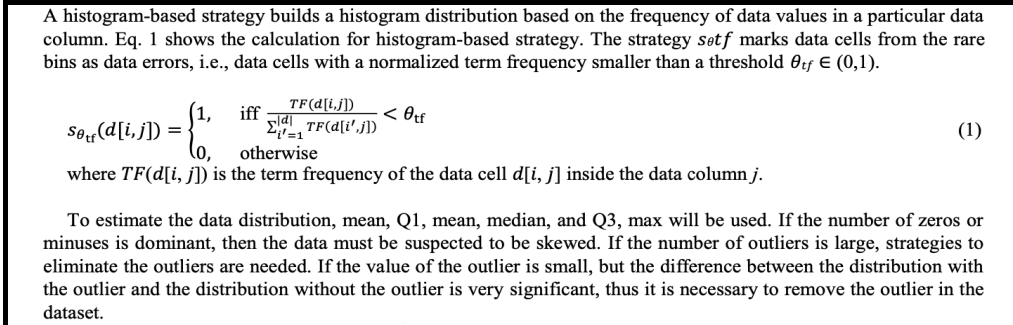 A histogram-based strategy builds a histogram distribution based on the frequency of data values in a particular data
column. Eq. 1 shows the calculation for histogram-based strategy. The strategy sθtf marks data cells from the rare
bins as data errors, i.e., data cells with a normalized term frequency smaller than a threshold θtf ∈ (0,1).
s_{θ_{tf}}(d[i, j]) = { 1, iff TF(d[i,j]) / Σ_{i'=1}^{|d|} TF(d[i',j]) < θ_{tf} (1)
0, otherwise
where TF(d[i, j]) is the term frequency of the data cell d[i, j] inside the data column j.
To estimate the data distribution, mean, Q1, mean, median, and Q3, max will be used. If the number of zeros or
minuses is dominant, then the data must be suspected to be skewed. If the number of outliers is large, strategies to
eliminate the outliers are needed. If the value of the outlier is small, but the difference between the distribution with
the outlier and the distribution without the outlier is very significant, thus it is necessary to remove the outlier in the
dataset.